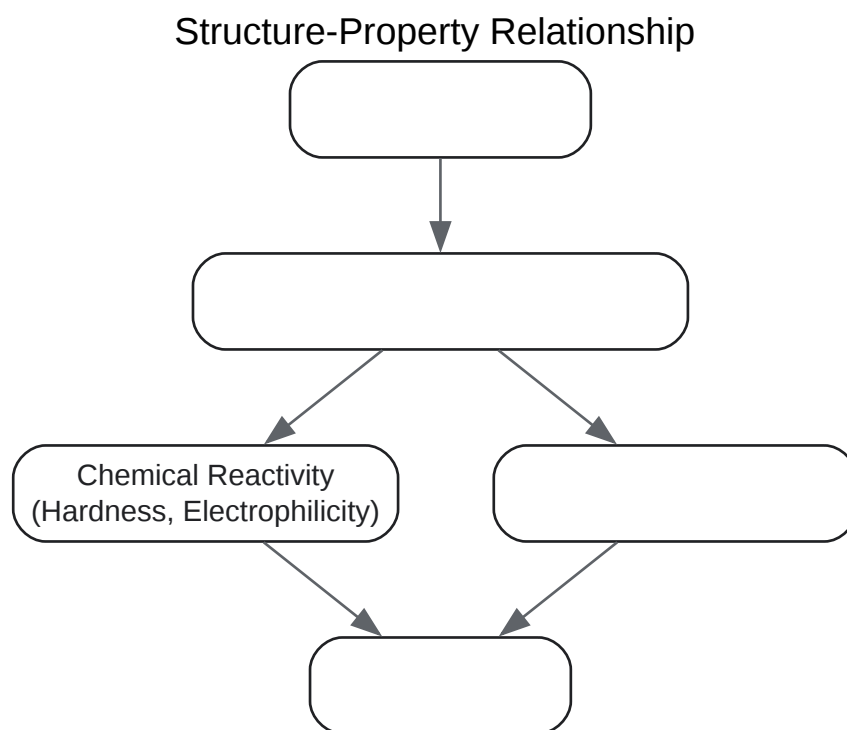 Structure-Property Relationship
Chemical Reactivity
(Hardness, Electrophilicity)